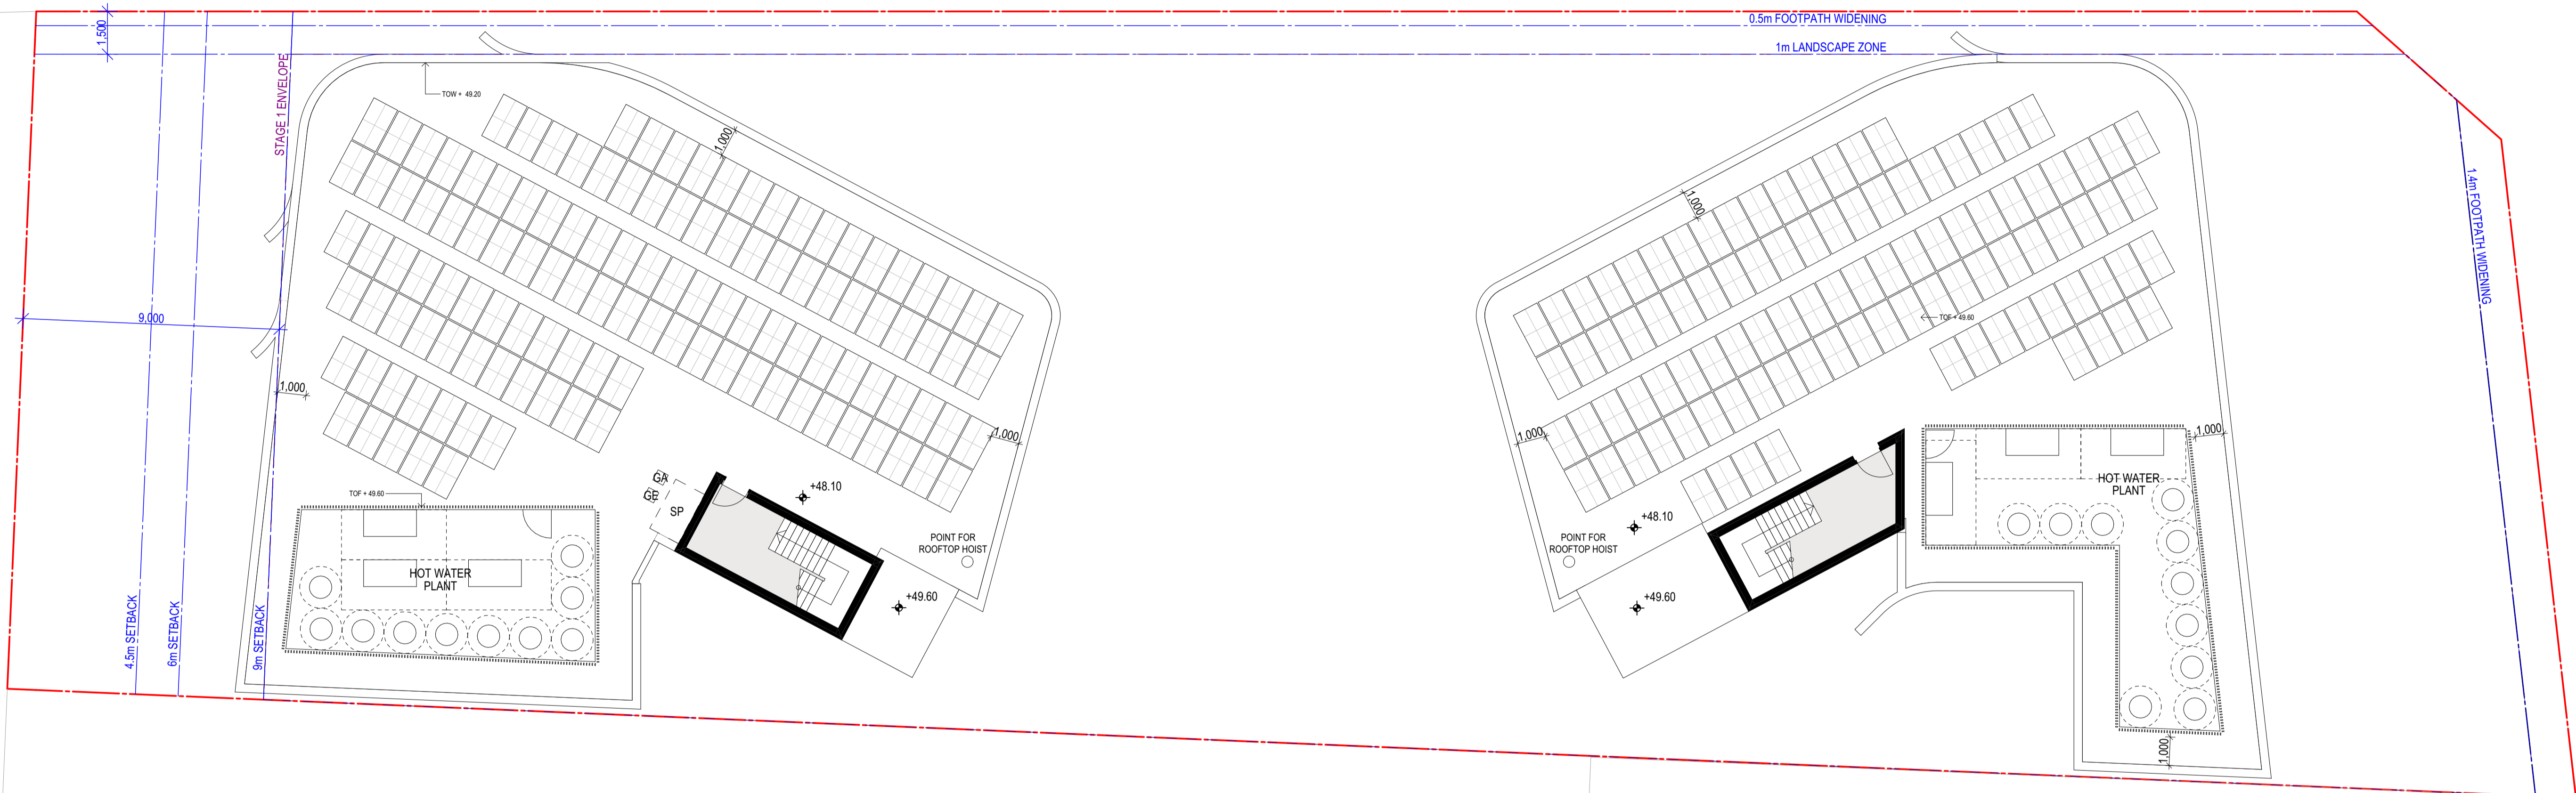 0.5m FOOTPATH WIDENING
1,500
1m LANDSCAPE ZONE
STAGE 1 ENVELOPE
TOW + 49.20
1,000
1,000
1.4m FOOTPATH WIDENING
9,000
TOF + 49.60
1,000
1,000
1,000
1,000
GA
GE
SP
+48.10
TOF + 49.60
HOT WATER
PLANT
POINT FOR
ROOFTOP HOIST
+48.10
POINT FOR
ROOFTOP HOIST
HOT WATER
PLANT
+49.60
+49.60
4.5m SETBACK
6m SETBACK
9m SETBACK
1,000